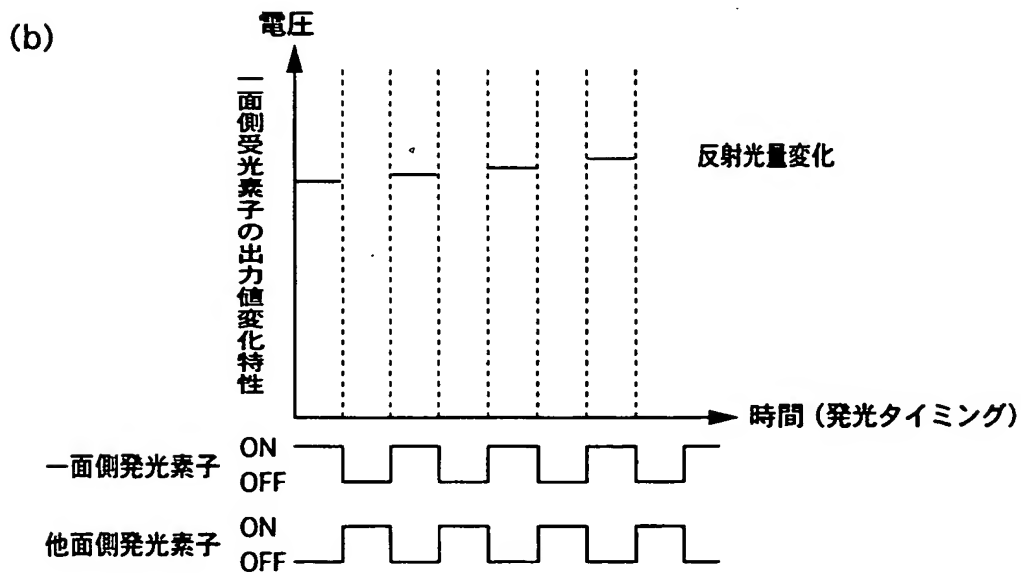 (b)
電圧
一面側受光素子の出力値変化特性
反射光量変化
時間 (発光タイミング)
一面側発光素子
ON
OFF
他面側発光素子
ON
OFF